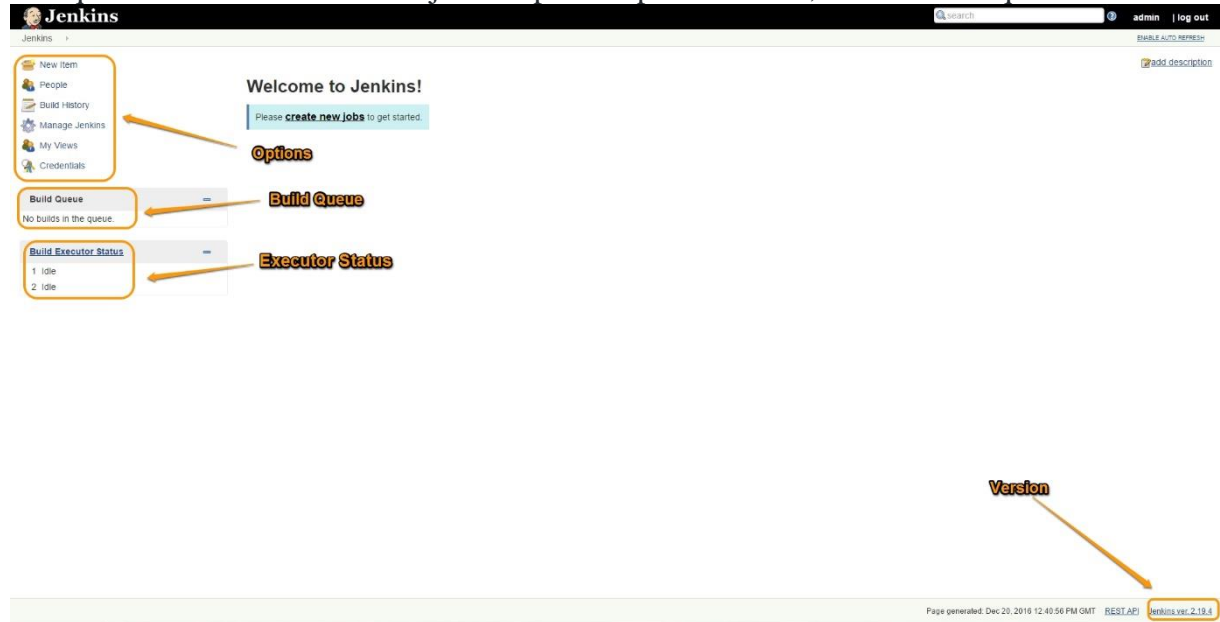 Jenkins
search
admin | log out
Jenkins
ENABLE AUTO REFRESH
New Item
People
Build History
Manage Jenkins
My Views
Credentials
add description
Welcome to Jenkins!
Please create new jobs to get started.
Options
Build Queue
No builds in the queue.
Build Queue
Build Executor Status
1 Idle
2 Idle
Executor Status
Version
Page generated: Dec 20, 2016 12:40:56 PM GMT REST API Jenkins ver. 2.19.4